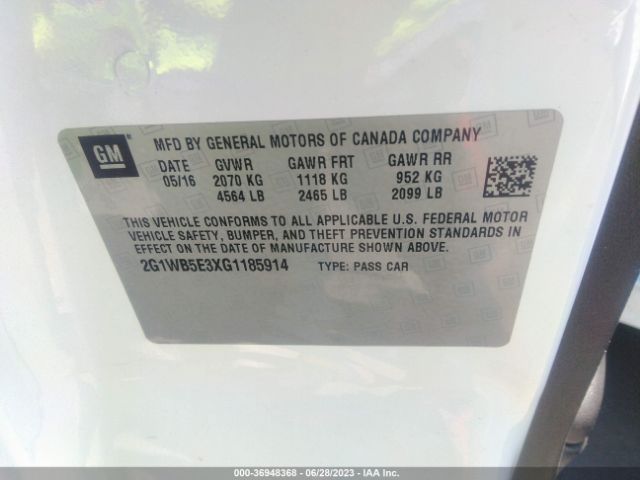 GM
MFD BY GENERAL MOTORS OF CANADA COMPANY
DATE GVWR GAWR FRT GAWR RR
05/16 2070 KG 1118 KG 952 KG
4564 LB 2465 LB 2099 LB
THIS VEHICLE CONFORMS TO ALL APPLICABLE U.S. FEDERAL MOTOR
VEHICLE SAFETY, BUMPER, AND THEFT PREVENTION STANDARDS IN
EFFECT ON THE DATE OF MANUFACTURE SHOWN ABOVE.
2G1WB5E3XG1185914 TYPE: PASS CAR
000-36948368 - 06/28/2023 - IAA Inc.